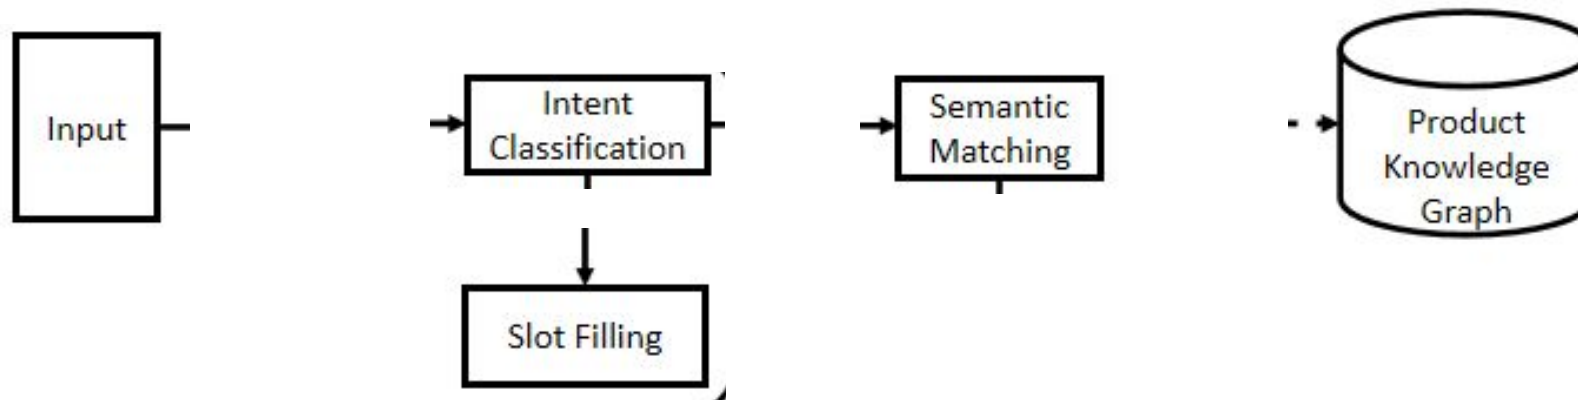 Input
Intent
Classification
Semantic
Matching
Product
Knowledge
Graph
Slot Filling